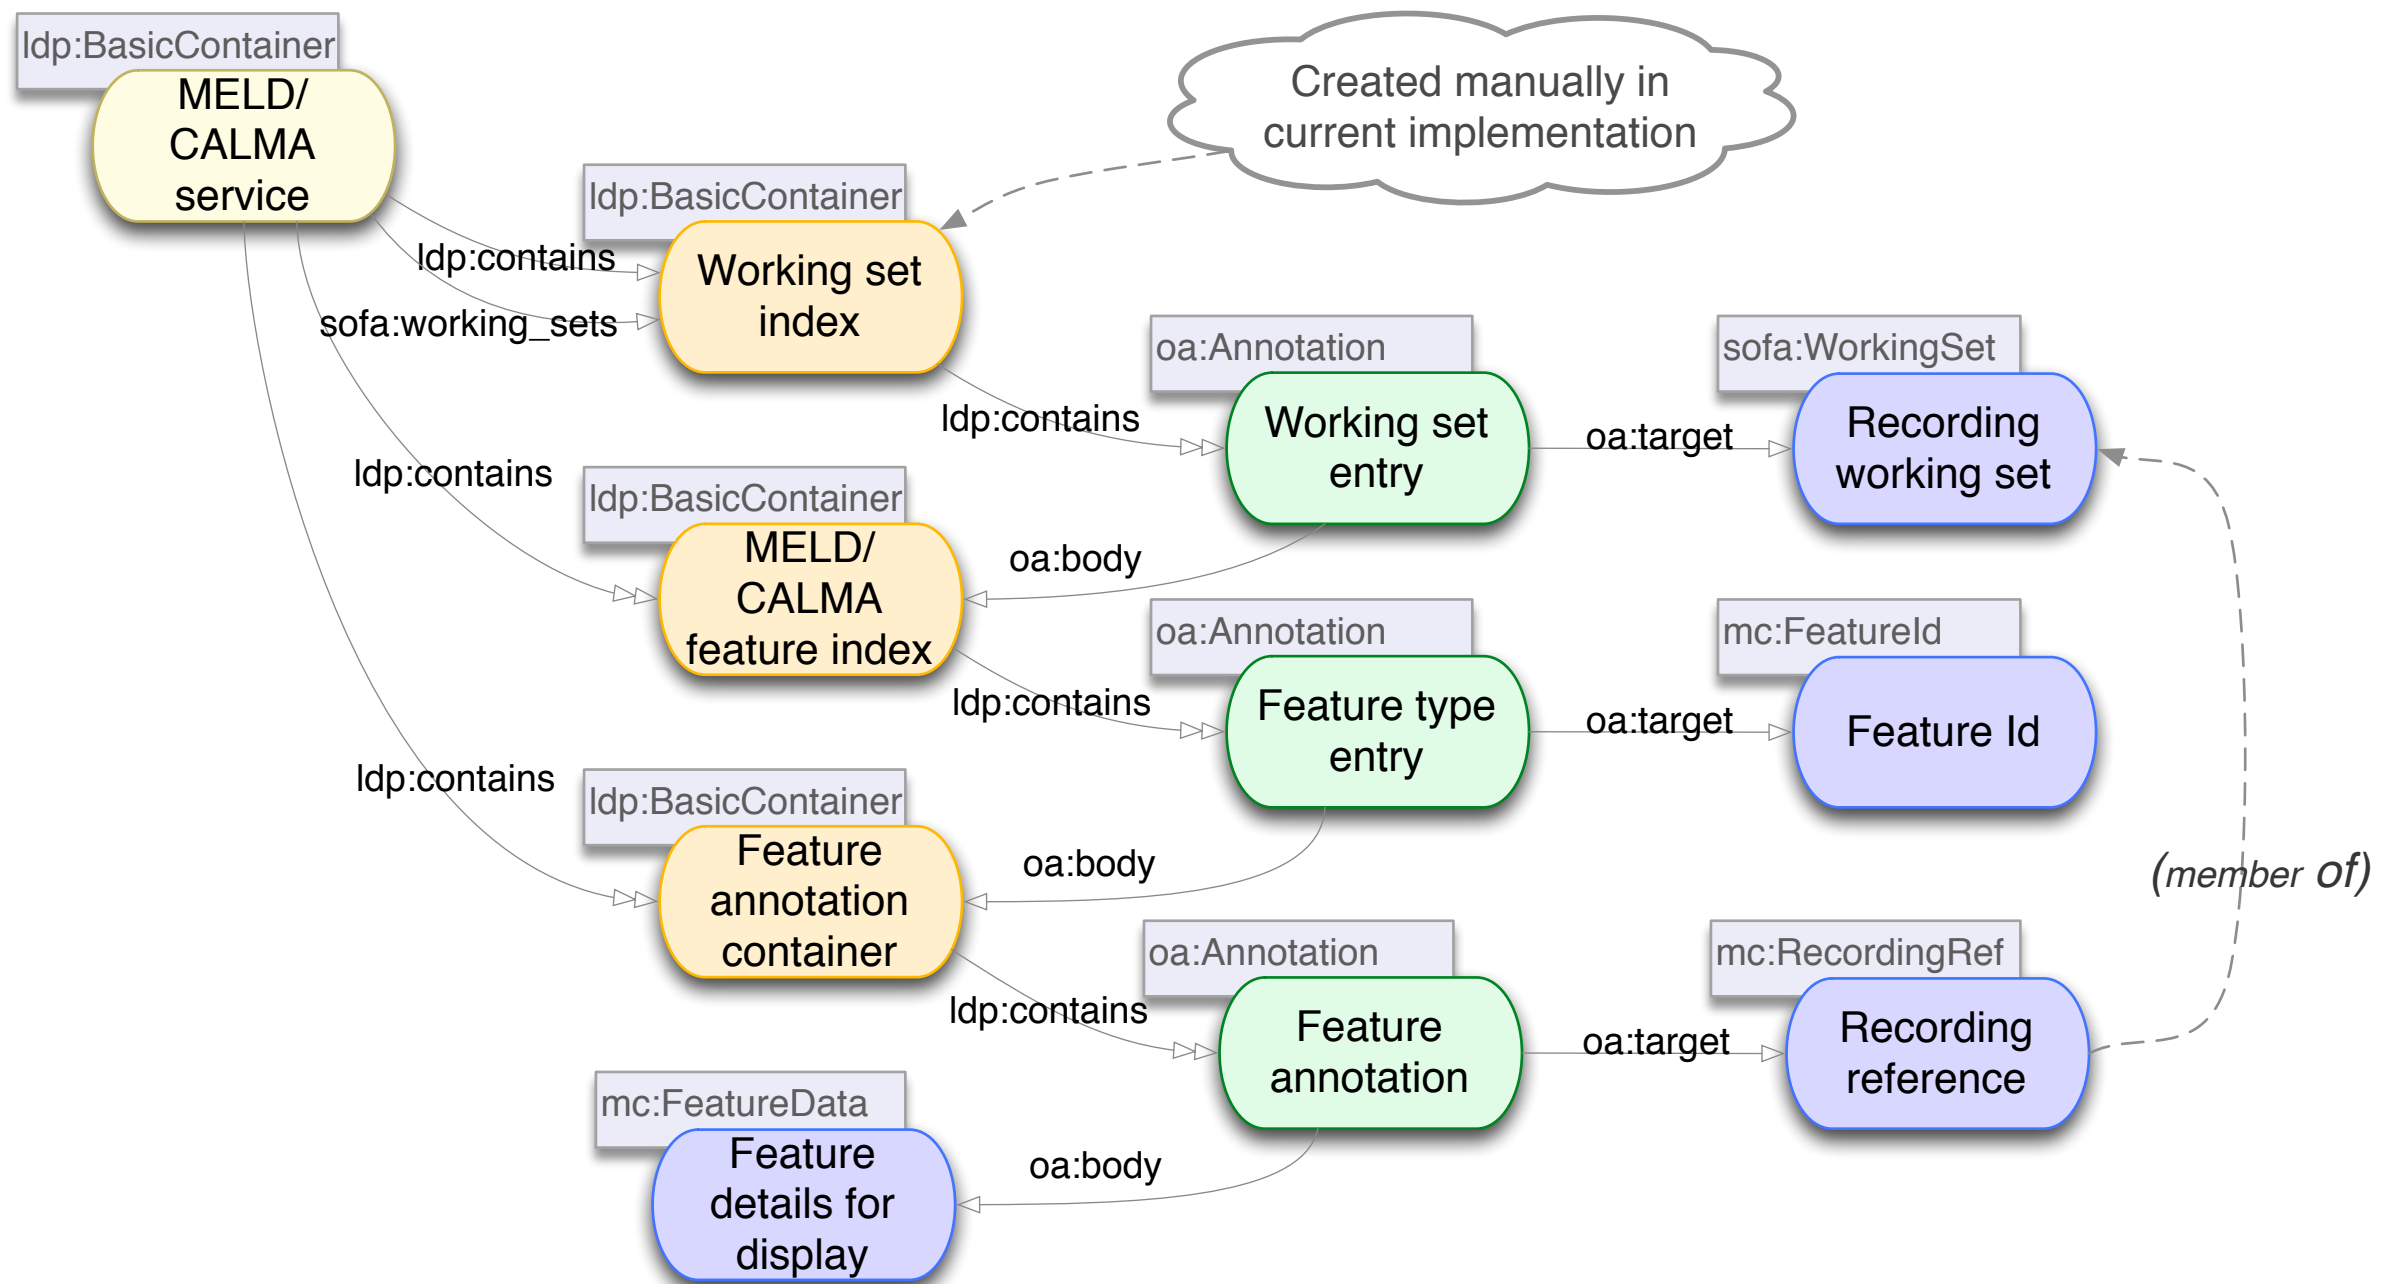 ldp:BasicContainer
MELD/
CALMA
service
Created manually in
current implementation
ldp:BasicContainer
Working set
index
ldp:contains
sofa:working_sets
oa:Annotation
Working set
entry
sofa:WorkingSet
Recording
working set
ldp:contains
oa:target
ldp:contains
ldp:BasicContainer
MELD/
CALMA
feature index
oa:body
oa:Annotation
Feature type
entry
mc:FeatureId
Feature Id
ldp:contains
oa:target
ldp:contains
ldp:BasicContainer
Feature
annotation
container
oa:body
(member of)
oa:Annotation
Feature
annotation
mc:RecordingRef
Recording
reference
ldp:contains
oa:target
mc:FeatureData
Feature
details for
display
oa:body